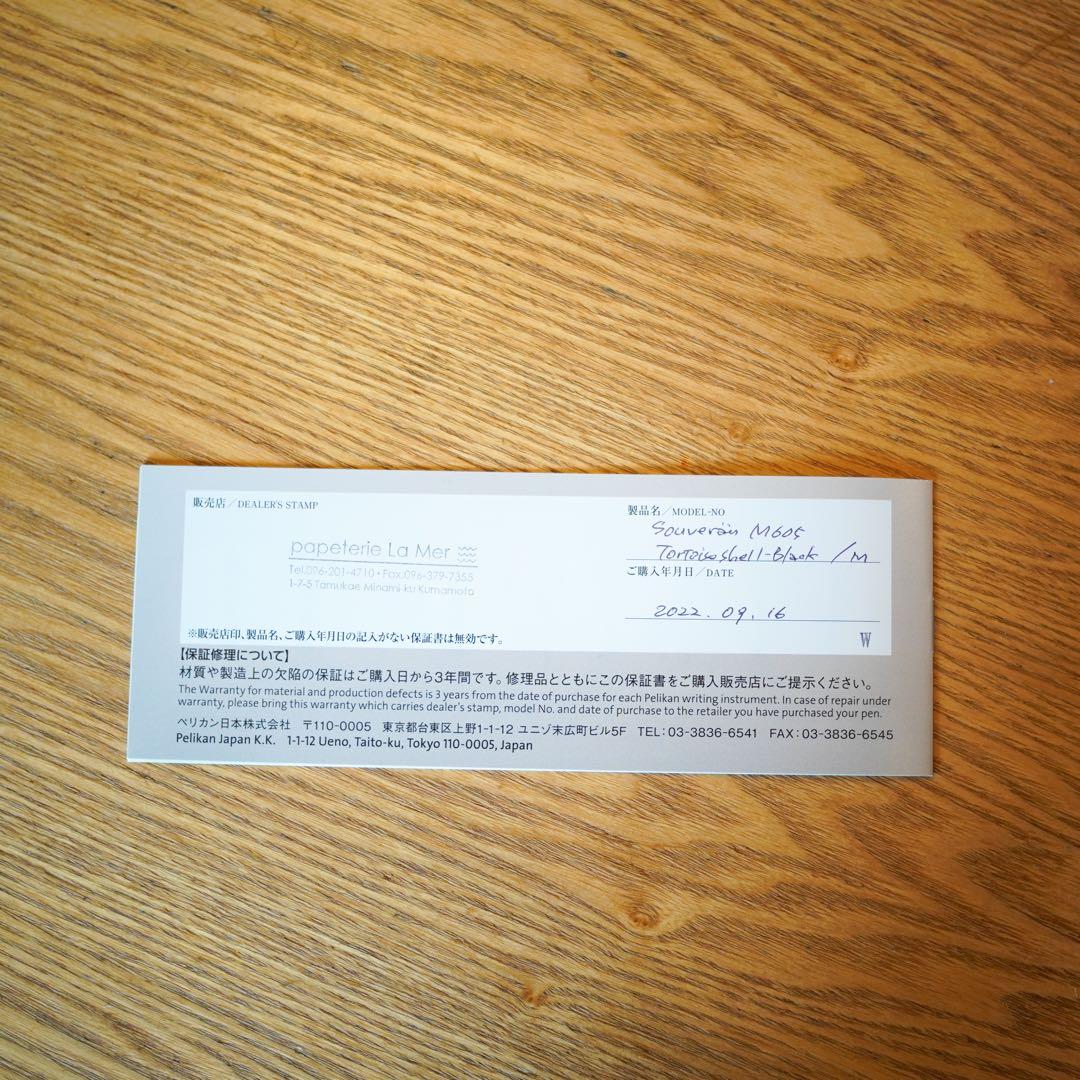 販売店／DEALER'S STAMP
papeterie La Mer
Tel.096-201-4710・Fax.096-379-7355
1-7-5 Tamukae Minami-ku Kumamoto
※販売店印、製品名、ご購入年月日の記入がない保証書は無効です。
製品名／MODEL-NO
Souverän M605
Tortoiseshell-Black / M
ご購入年月日／DATE
2022. 09. 16
W
【保証修理について】
材質や製造上の欠陥の保証はご購入日から3年間です。修理品とともにこの保証書をご購入販売店にご提示ください。
The Warranty for material and production defects is 3 years from the date of purchase for each Pelikan writing instrument. In case of repair under
warranty, please bring this warranty which carries dealer's stamp, model No. and date of purchase to the retailer you have purchased your pen.
ペリカン日本株式会社　〒110-0005　東京都台東区上野1-1-12 ユニゾ末広町ビル5F　TEL：03-3836-6541　FAX：03-3836-6545
Pelikan Japan K.K.　1-1-12 Ueno, Taito-ku, Tokyo 110-0005, Japan